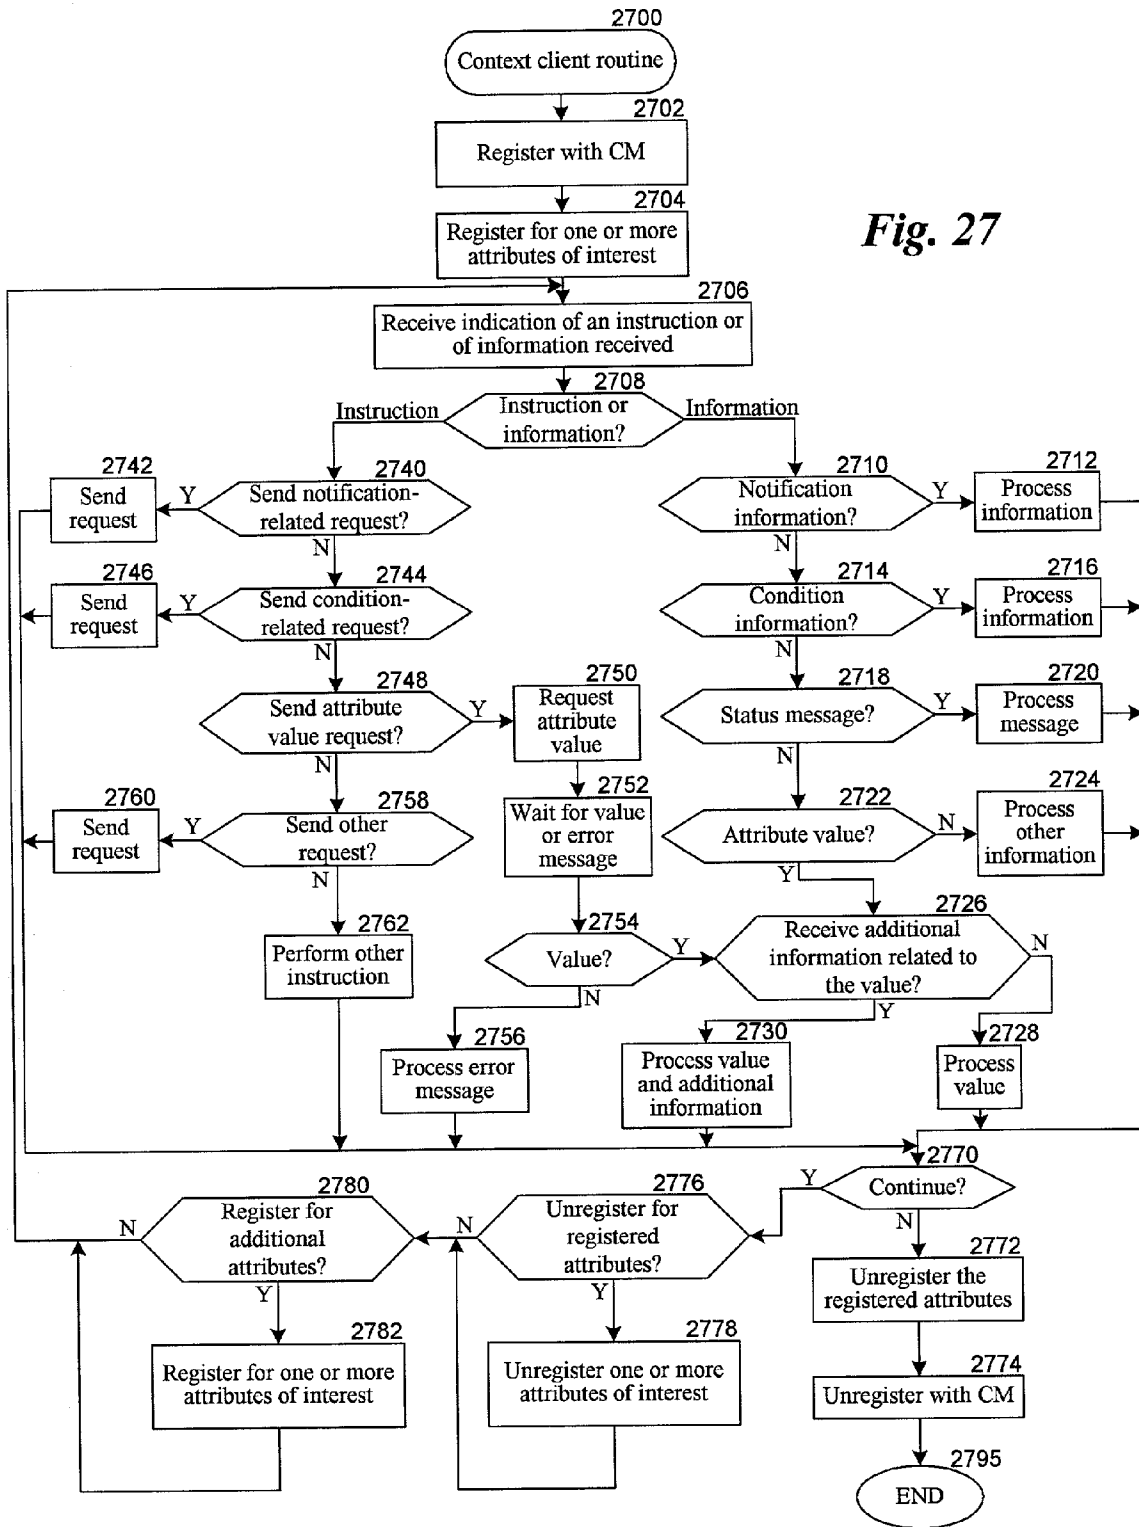 2700
Context client routine
2702
Register with CM
2704
Register for one or more
attributes of interest
Fig. 27
2706
Receive indication of an instruction or
of information received
2708
Instruction or
information?
Instruction
Information
2742
Send
request
Y
2740
Send notification-
related request?
N
2710
Notification
information?
Y
N
2712
Process
information
2746
Send
request
Y
2744
Send condition-
related request?
N
2714
Condition
information?
Y
N
2716
Process
information
2748
Send attribute
value request?
Y
N
2750
Request
attribute
value
2718
Status message?
Y
N
2720
Process
message
2752
Wait for value
or error
message
2760
Send
request
Y
2758
Send other
request?
N
2722
Attribute value?
N
Y
2724
Process
other
information
2762
Perform other
instruction
2754
Value?
Y
N
2726
Receive additional
information related to
the value?
N
Y
2756
Process error
message
2730
Process value
and additional
information
2728
Process
value
2770
Continue?
Y
N
2780
Register for
additional
attributes?
N
Y
2776
Unregister for
registered
attributes?
N
Y
2772
Unregister the
registered attributes
2782
Register for one or more
attributes of interest
2778
Unregister one or more
attributes of interest
2774
Unregister with CM
2795
END